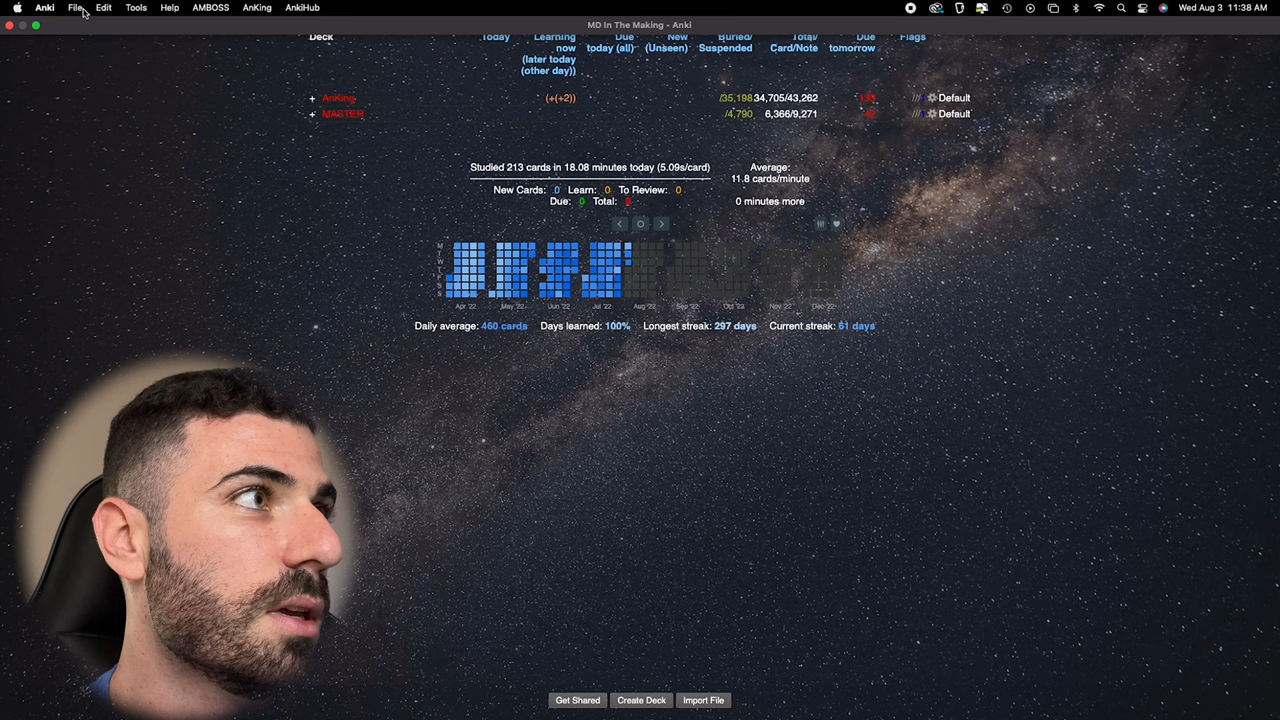 Anki File Edit Tools Help AMBOSS AnKing AnkiHub Wed Aug 3 11:38 AM
MD In The Making - Anki
Deck Today Learning Due New Buried/ Total/ Due Flags
now today (all) (Unseen) Suspended Card/Note tomorrow
(later today
(other day))
+ AnKing (+(+2)) /35,198 34,705/43,262 Default
+ MASTER /4,790 6,366/9,271 Default
Studied 213 cards in 18.08 minutes today (5.09s/card)
Average:
11.8 cards/minute
New Cards: 0 Learn: 0 To Review: 0
Due: 0 Total: 0
0 minutes more
M
T
W
T
F
S
S
Apr '22 May '22 Jun '22 Jul '22 Aug '22 Sep '22 Oct '22 Nov '22 Dec '22
Daily average: 460 cards Days learned: 100% Longest streak: 297 days Current streak: 61 days
Get Shared Create Deck Import File